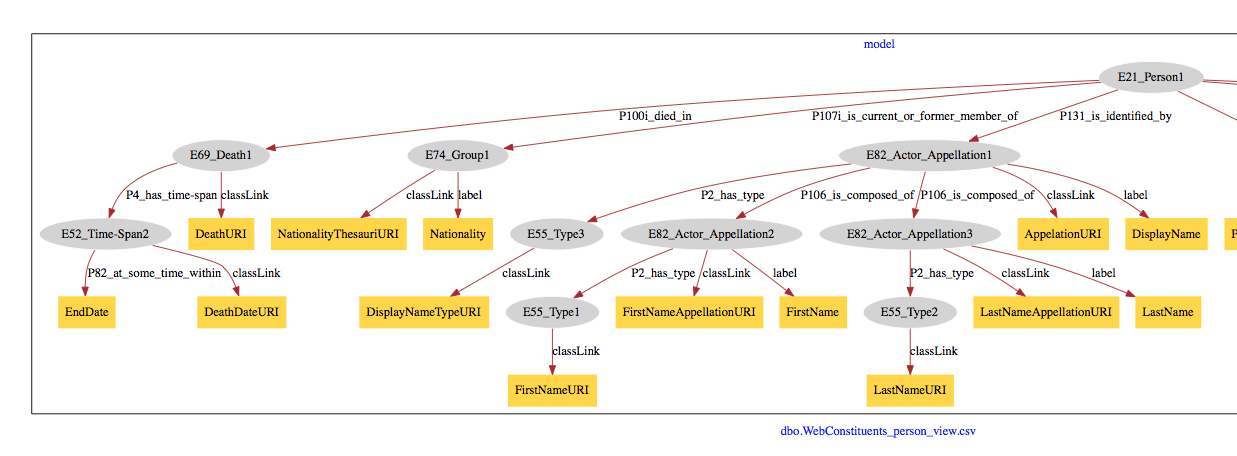 model
E21_Person1
P100i_died_in
P107i_is_current_or_former_member_of
P131_is_identified_by
E69_Death1
E74_Group1
E82_Actor_Appellation1
P4_has_time-span
classLink
classLink
label
P2_has_type
P106_is_composed_of
P106_is_composed_of
classLink
label
E52_Time-Span2
DeathURI
NationalityThesauriURI
Nationality
E55_Type3
E82_Actor_Appellation2
E82_Actor_Appellation3
AppelationURI
DisplayName
P
P82_at_some_time_within
classLink
classLink
P2_has_type
classLink
label
P2_has_type
classLink
label
EndDate
DeathDateURI
DisplayNameTypeURI
E55_Type1
FirstNameAppellationURI
FirstName
E55_Type2
LastNameAppellationURI
LastName
classLink
classLink
FirstNameURI
LastNameURI
dbo.WebConstituents_person_view.csv